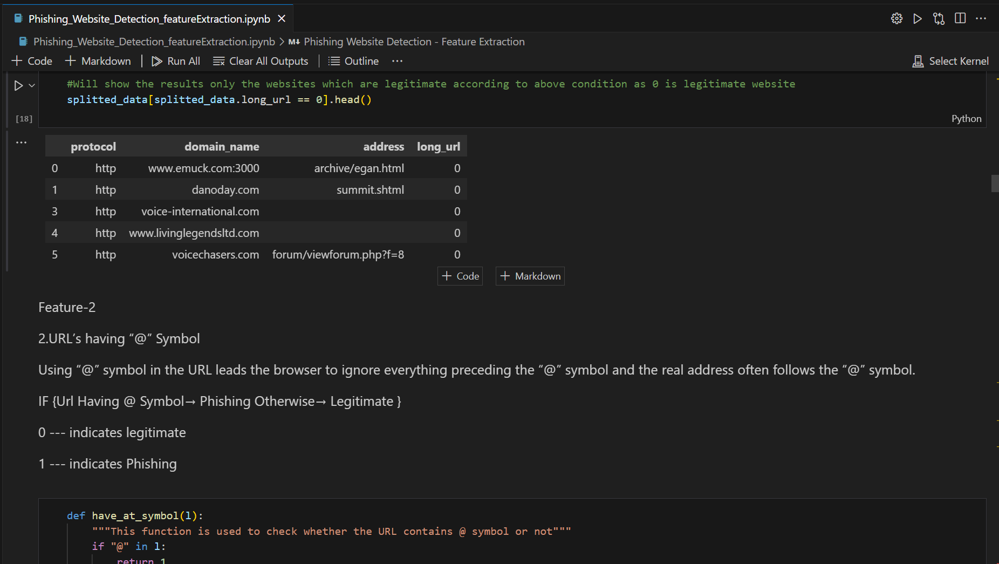 Phishing_Website_Detection_featureExtraction.ipynb
Phishing_Website_Detection_featureExtraction.ipynb > M↓ Phishing Website Detection - Feature Extraction
+ Code + Markdown | Run All Clear All Outputs | Outline ··· Select Kernel
#Will show the results only the websites which are legitimate according to above condition as 0 is legitimate website
splitted_data[splitted_data.long_url == 0].head()
[18] Python
protocol domain_name address long_url
0 http www.emuck.com:3000 archive/egan.html 0
1 http danoday.com summit.shtml 0
3 http voice-international.com 0
4 http www.livinglegendsltd.com 0
5 http voicechasers.com forum/viewforum.php?f=8 0
+ Code + Markdown
Feature-2
2.URL’s having “@” Symbol
Using “@” symbol in the URL leads the browser to ignore everything preceding the “@” symbol and the real address often follows the “@” symbol.
IF {Url Having @ Symbol→ Phishing Otherwise→ Legitimate }
0 --- indicates legitimate
1 --- indicates Phishing
def have_at_symbol(l):
"""This function is used to check whether the URL contains @ symbol or not"""
if "@" in l:
return 1